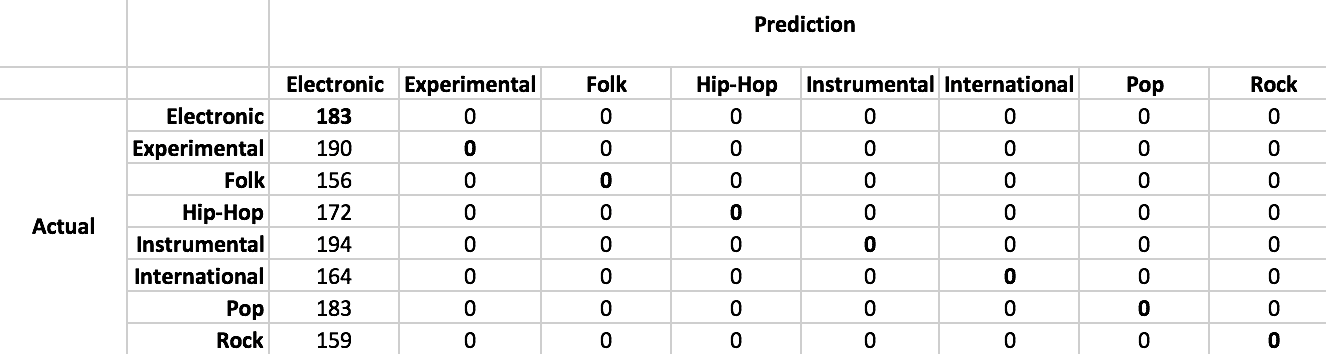 Prediction
Electronic Experimental Folk Hip-Hop Instrumental International Pop Rock
Electronic 183 0 0 0 0 0 0 0
Experimental 190 0 0 0 0 0 0 0
Folk 156 0 0 0 0 0 0 0
Hip-Hop 172 0 0 0 0 0 0 0
Actual
Instrumental 194 0 0 0 0 0 0 0
International 164 0 0 0 0 0 0 0
Pop 183 0 0 0 0 0 0 0
Rock 159 0 0 0 0 0 0 0